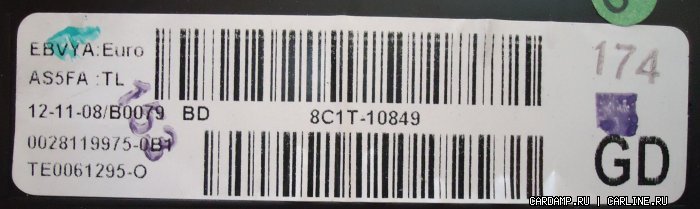 EBVYA:Euro
174
AS5FA :TL
12-11-08/B0079 BD 8C1T-10849
0028119975-0B1
GD
TE0061295-O
CARDAMP.RU | CARLINE.RU